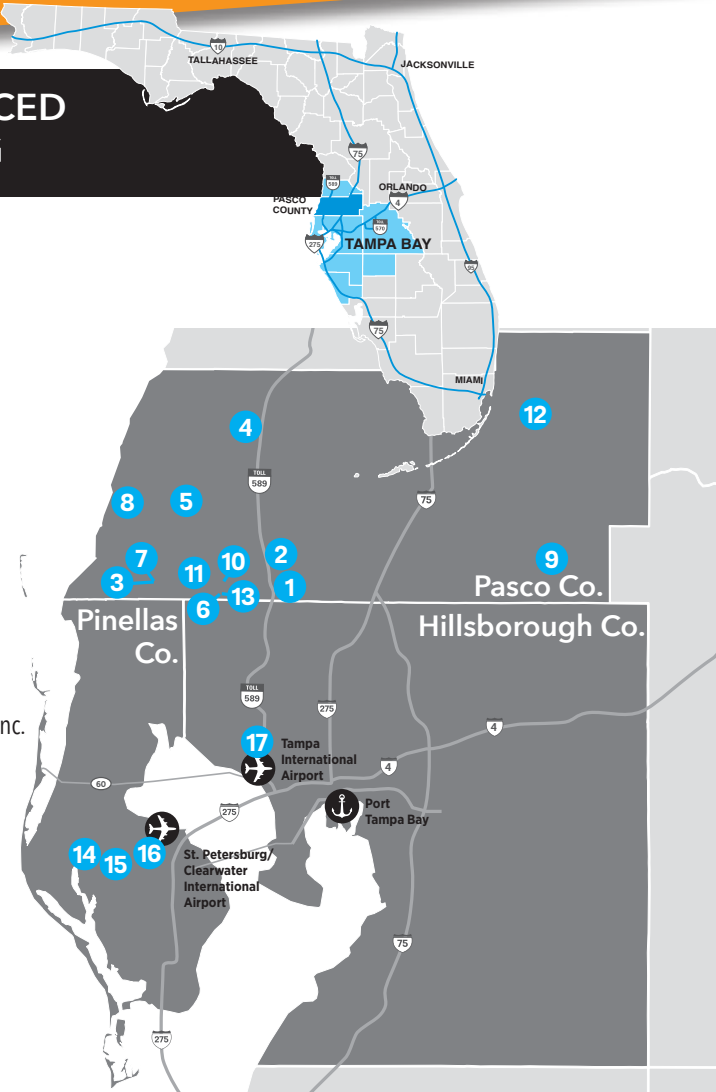 CED
G
10
TALLAHASSEE
JACKSONVILLE
75
TOLL
589
ORLANDO
4
PASCO
COUNTY
TOLL
570
275
TAMPA BAY
95
75
MIAMI
12
4
TOLL
589
75
8
5
7
10
2
9
3
11
1
Pasco Co.
6
13
Pinellas
Co.
Hillsborough Co.
TOLL
589
275
nc.
4
17
Tampa
International
Airport
4
60
Port
Tampa Bay
275
14
15
16
St. Petersburg/
Clearwater
International
Airport
75
275